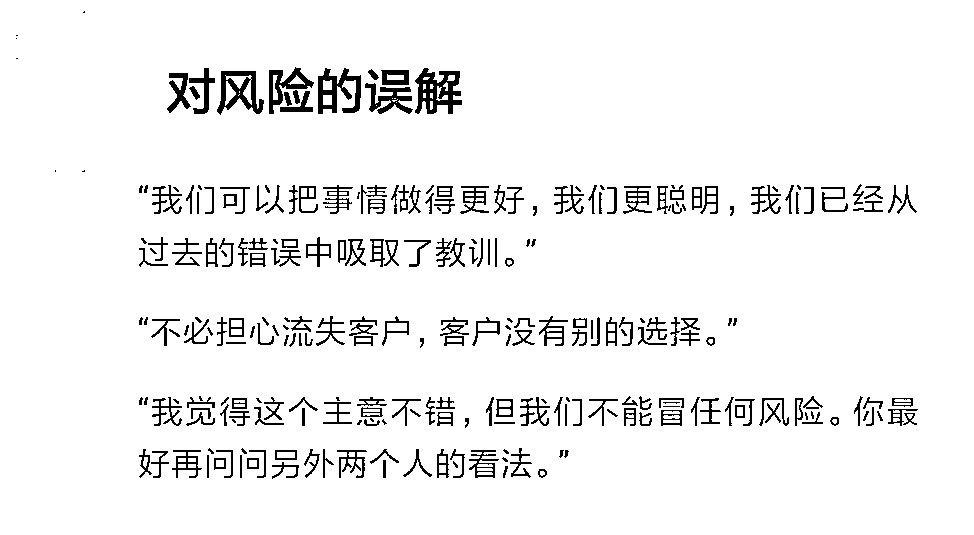 对风险的误解
“我们可以把事情做得更好，我们更聪明，我们已经从
过去的错误中吸取了教训。”
“不必担心流失客户，客户没有别的选择。”
“我觉得这个主意不错，但我们不能冒任何风险。你最
好再问问另外两个人的看法。”